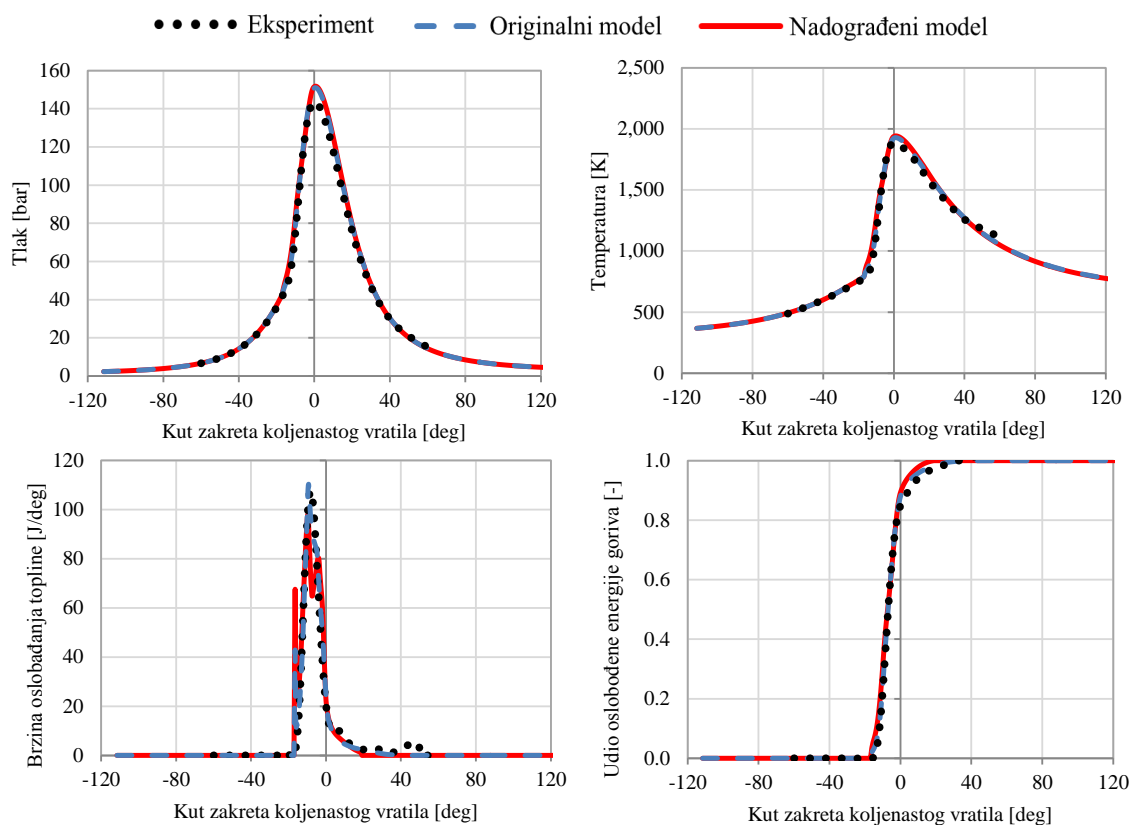 Eksperiment Originalni model Nadograđeni model
160
140
120
100
80
60
40
20
0
Tlak [bar]
-120 -80 -40 0 40 80 120
Kut zakreta koljenastog vratila [deg]
2,500
2,000
1,500
1,000
500
0
Temperatura [K]
-120 -80 -40 0 40 80 120
Kut zakreta koljenastog vratila [deg]
120
100
80
60
40
20
0
Brzina oslobađanja topline [J/deg]
-120 -80 -40 0 40 80 120
Kut zakreta koljenastog vratila [deg]
1.0
0.8
0.6
0.4
0.2
0.0
Udio oslobođene energije goriva [-]
-120 -80 -40 0 40 80 120
Kut zakreta koljenastog vratila [deg]